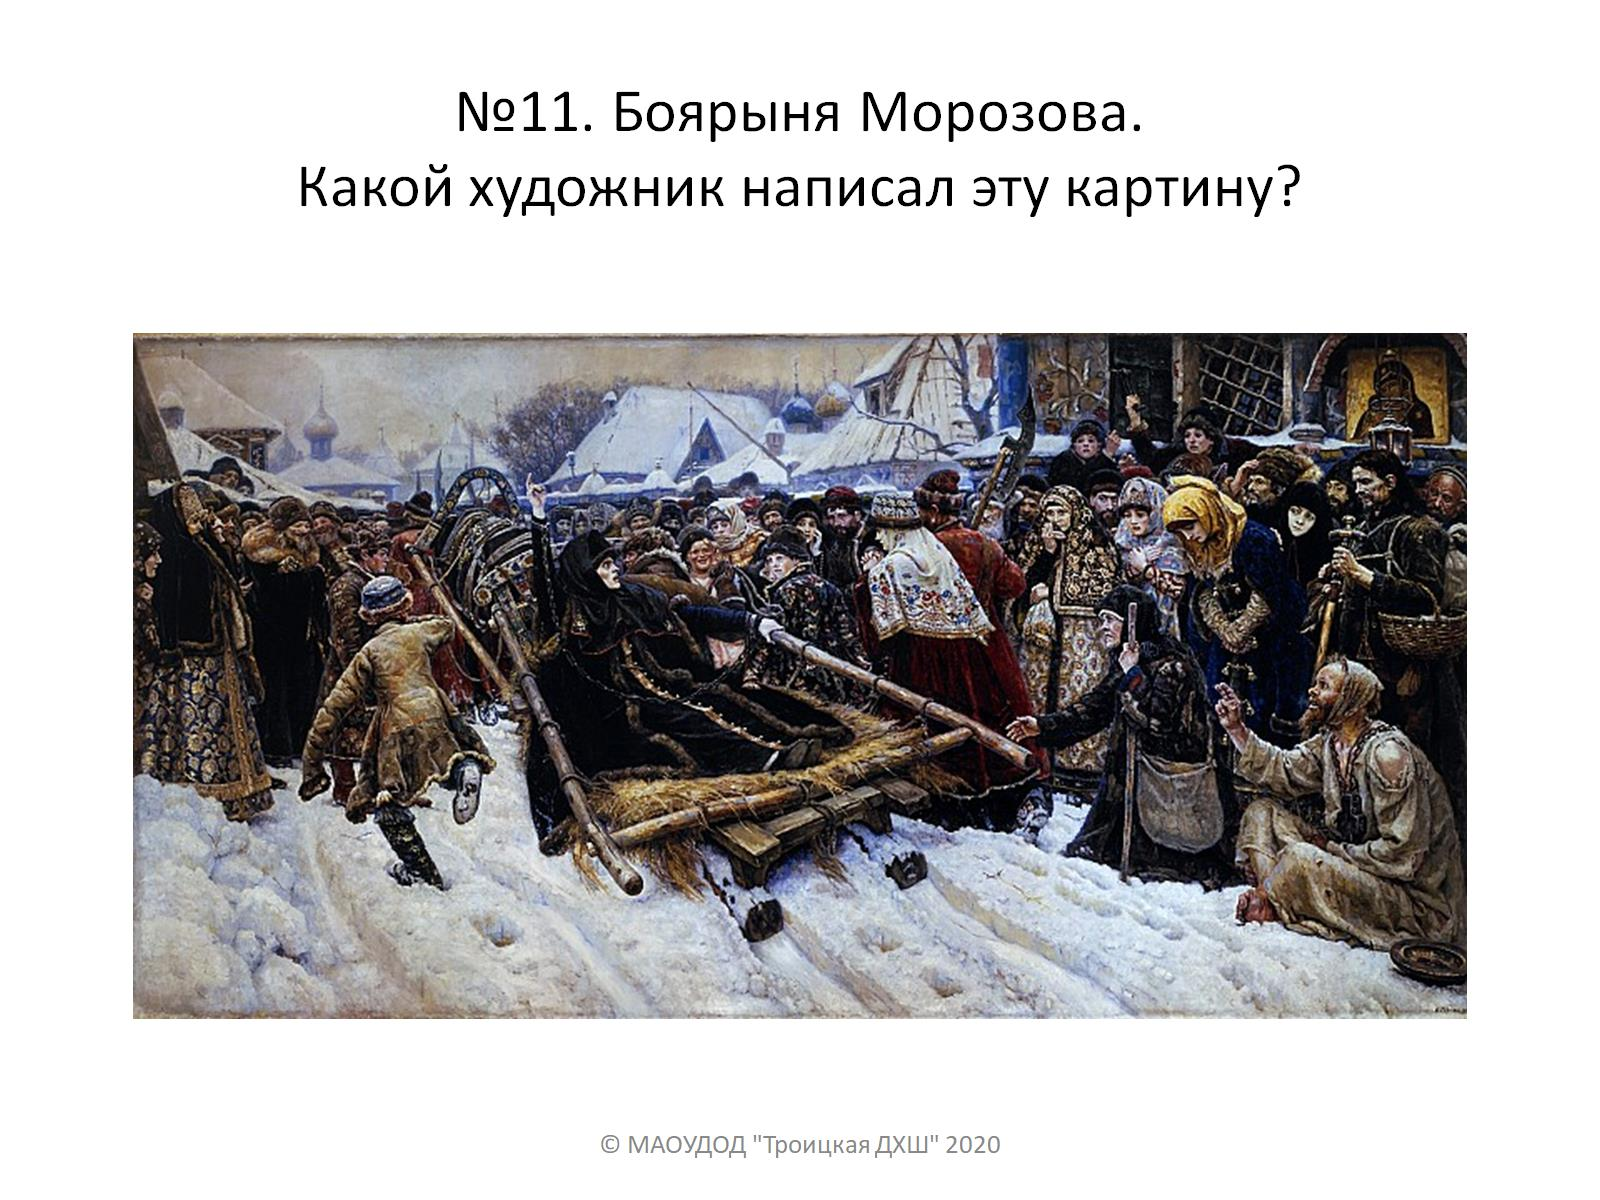 №11. Боярыня Морозова.
Какой художник написал эту картину?
© МАОУДОД "Троицкая ДХШ" 2020